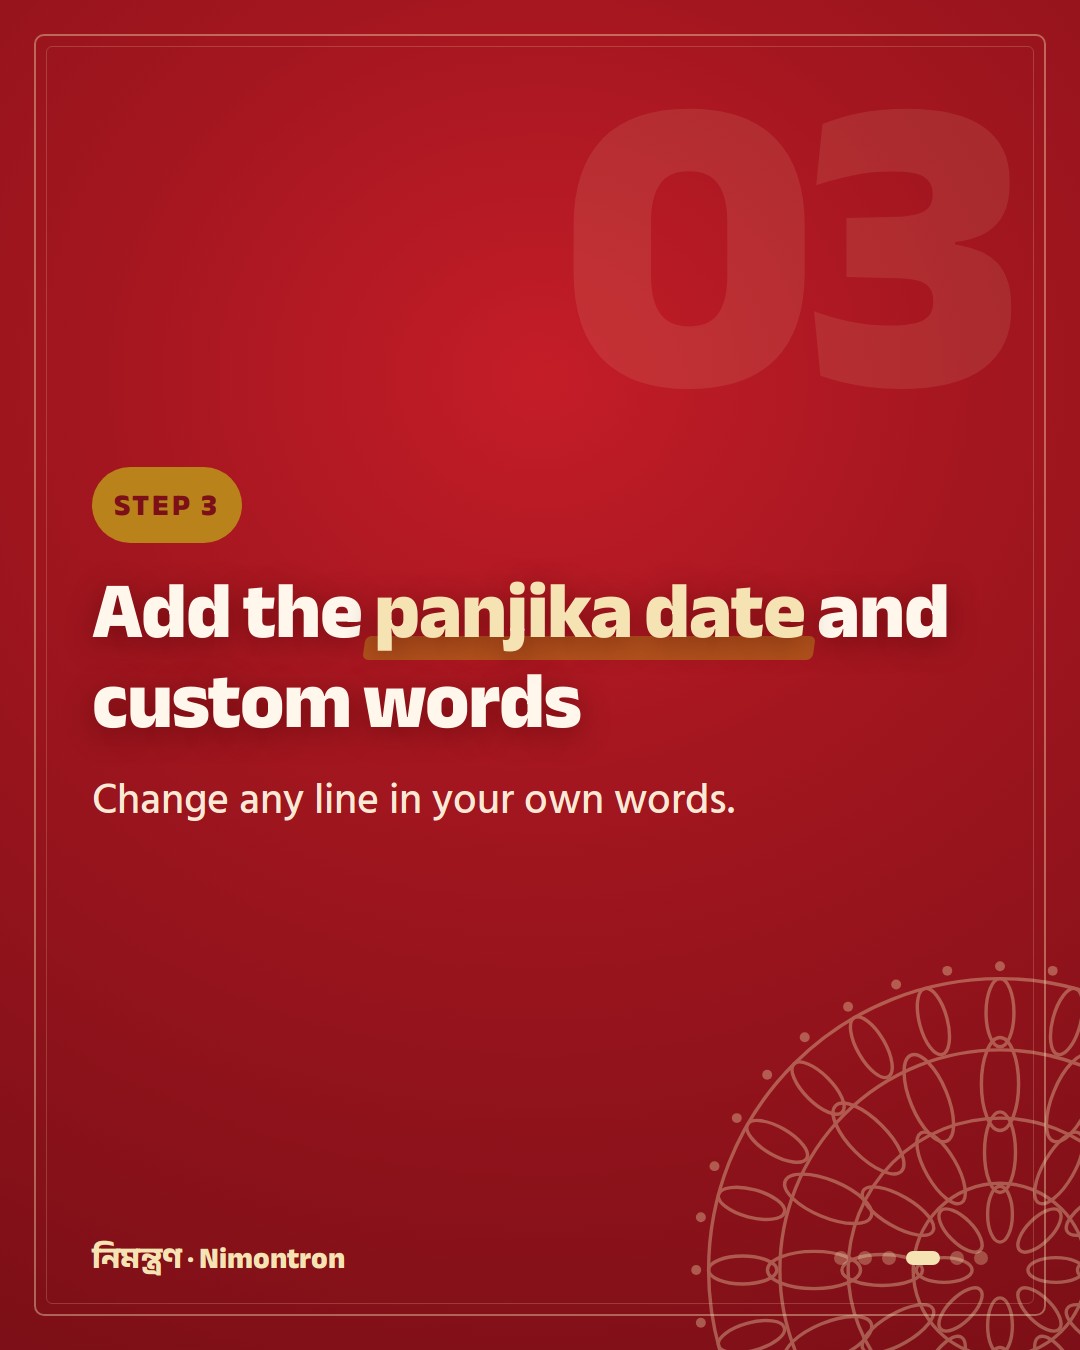 03
STEP 3
Add the panjika date and
custom words
Change any line in your own words.
নিমন্ত্রণ · Nimontron